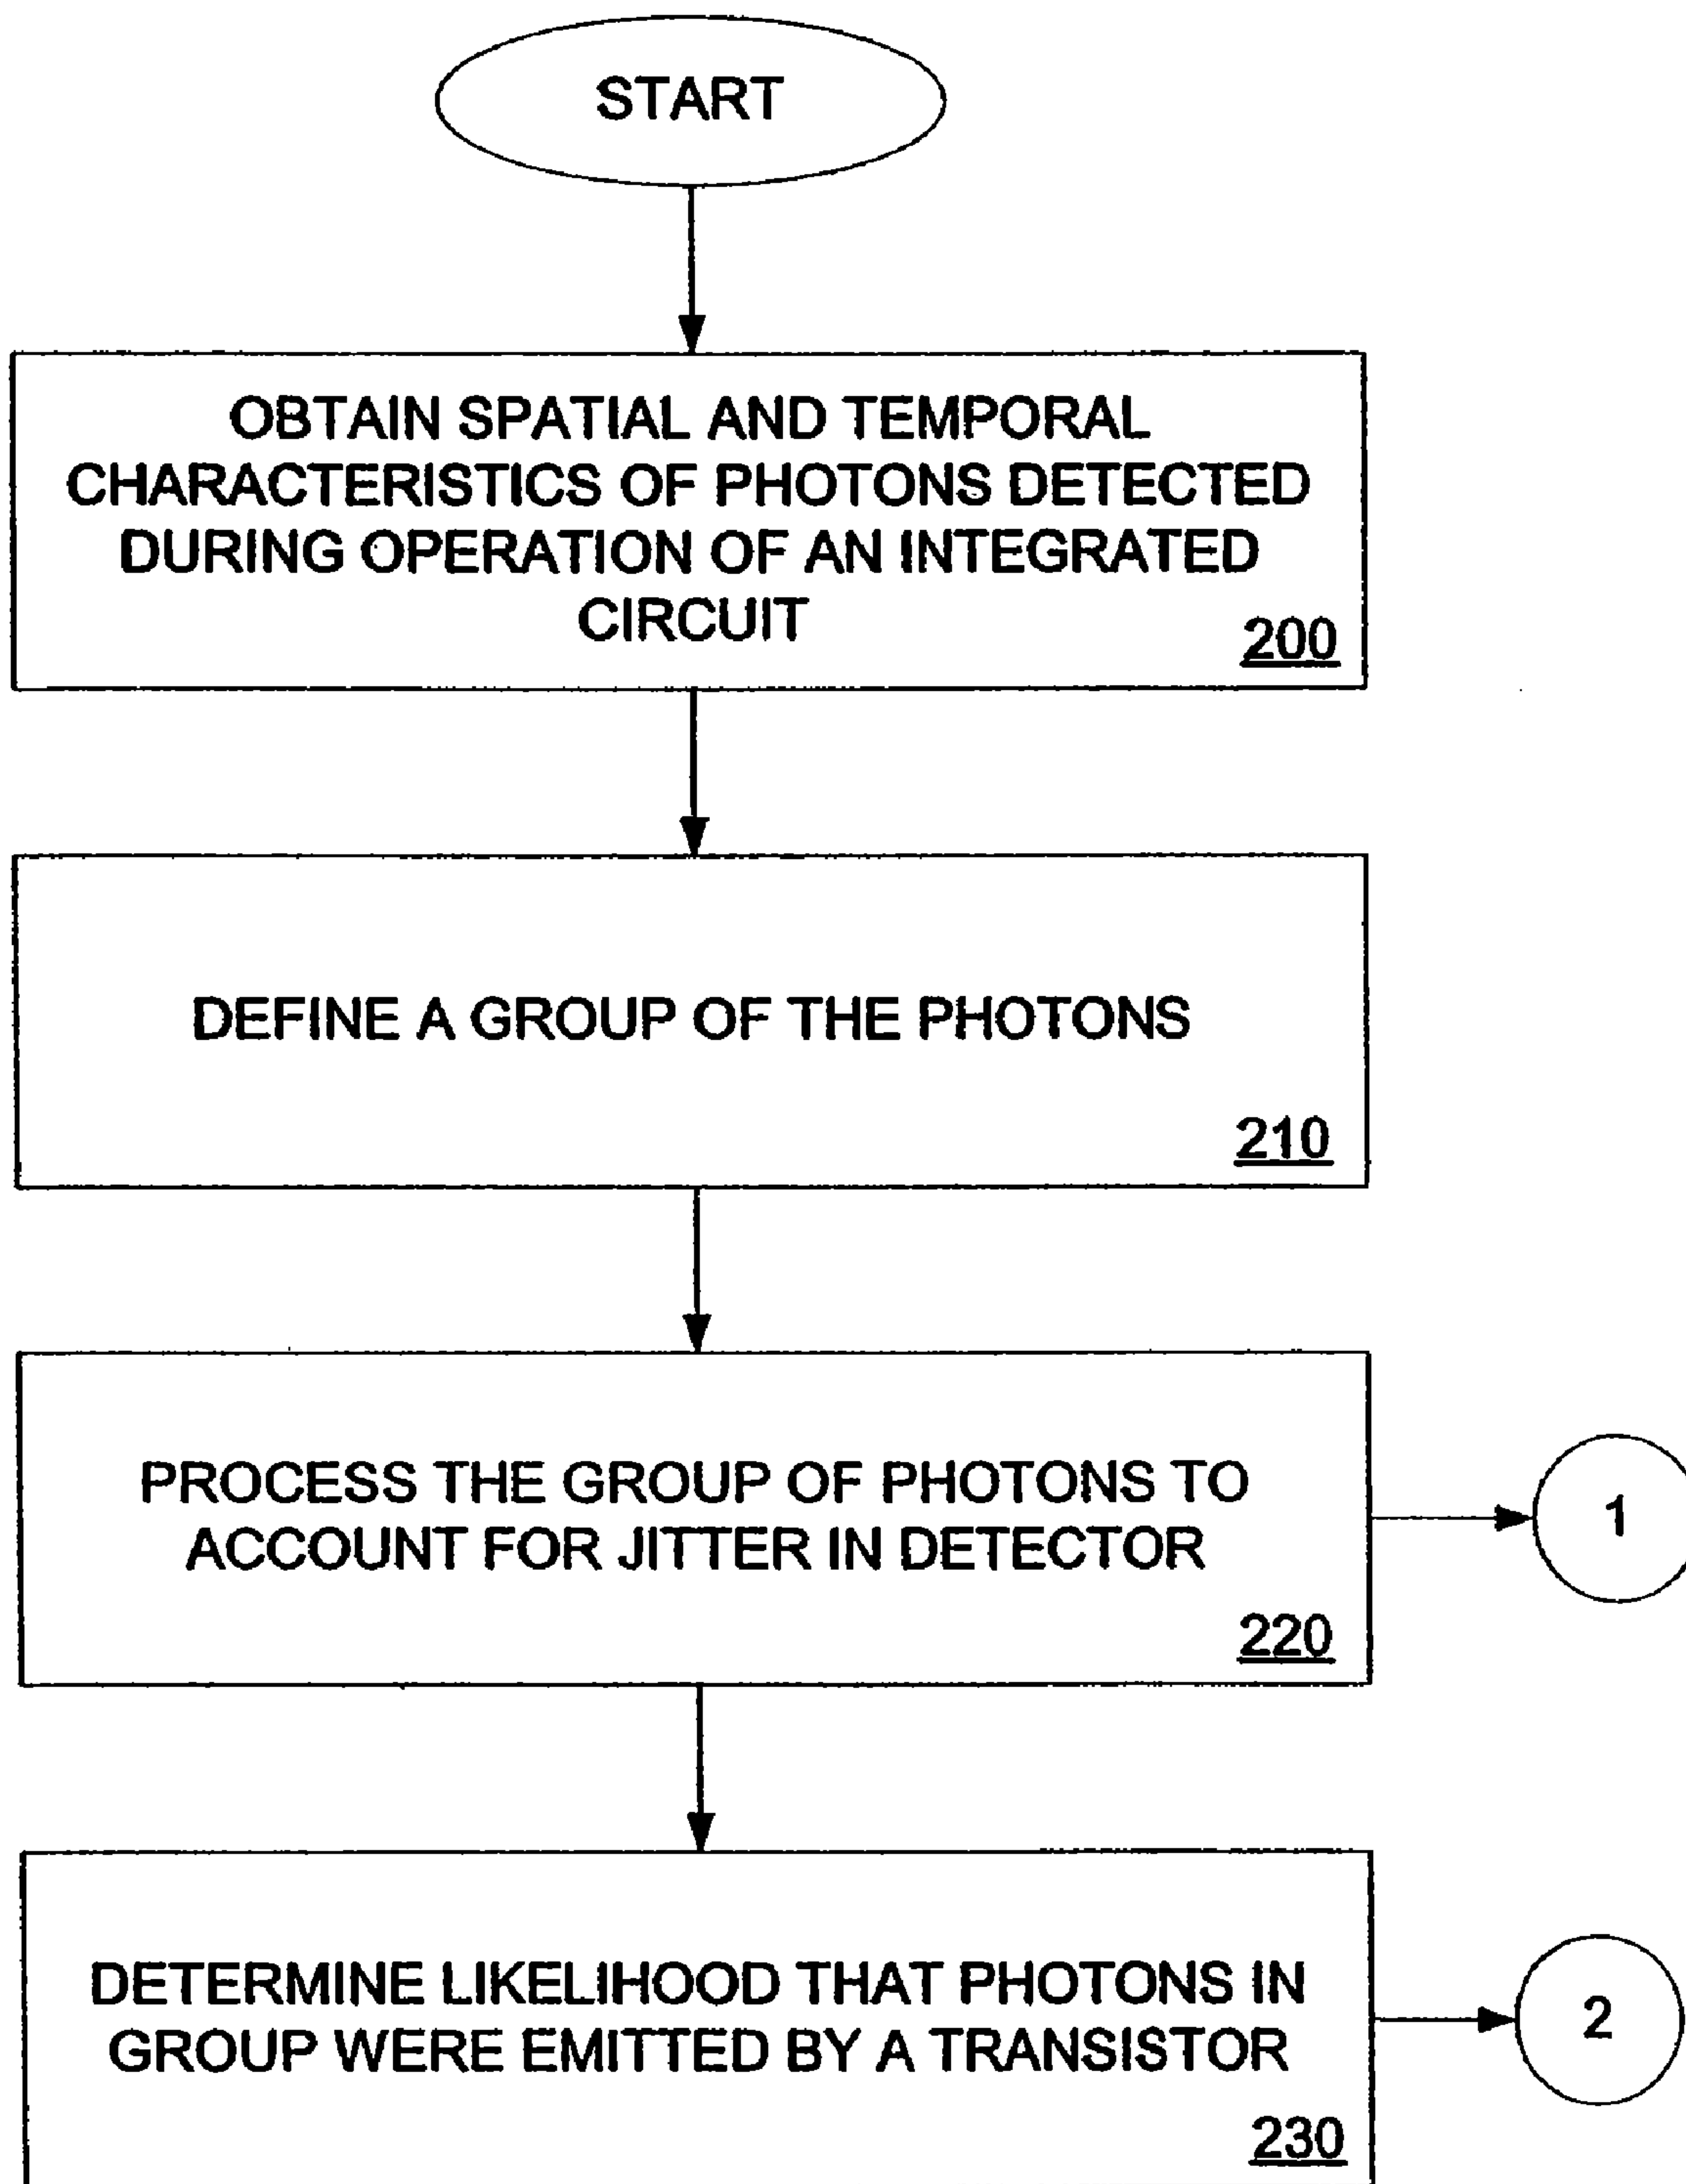 START
OBTAIN SPATIAL AND TEMPORAL
CHARACTERISTICS OF PHOTONS DETECTED
DURING OPERATION OF AN INTEGRATED
CIRCUIT
200
DEFINE A GROUP OF THE PHOTONS
210
PROCESS THE GROUP OF PHOTONS TO
ACCOUNT FOR JITTER IN DETECTOR
220
1
DETERMINE LIKELIHOOD THAT PHOTONS IN
GROUP WERE EMITTED BY A TRANSISTOR
230
2